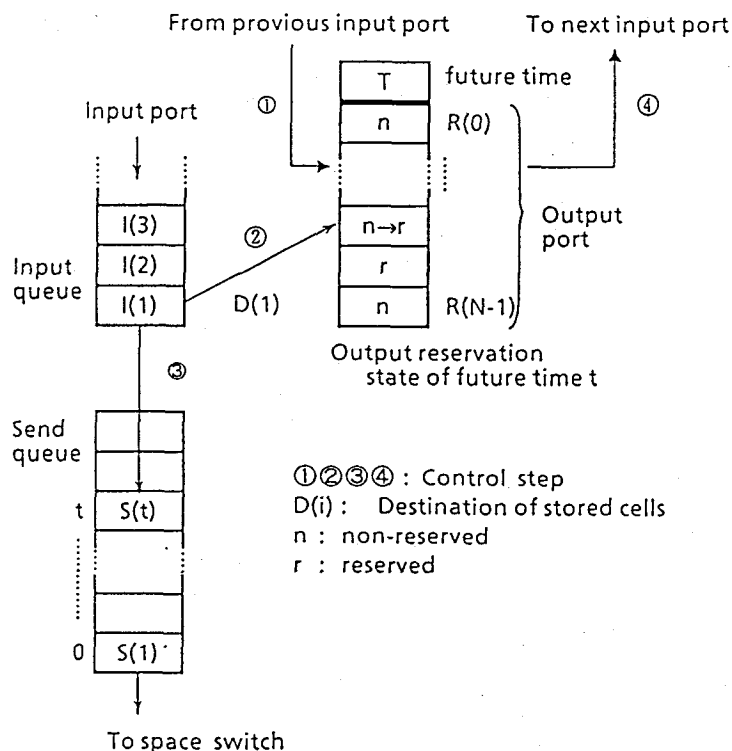 From provious input port
To next input port
T
future time
①
④
Input port
n
R(0)
I(3)
②
n→r
Output
port
Input
queue
I(2)
r
I(1)
D(1)
n
R(N-1)
Output reservation
state of future time t
③
Send
queue
①②③④ : Control step
t
S(t)
D(i) : Destination of stored cells
n : non-reserved
r : reserved
0
S(1)
To space switch